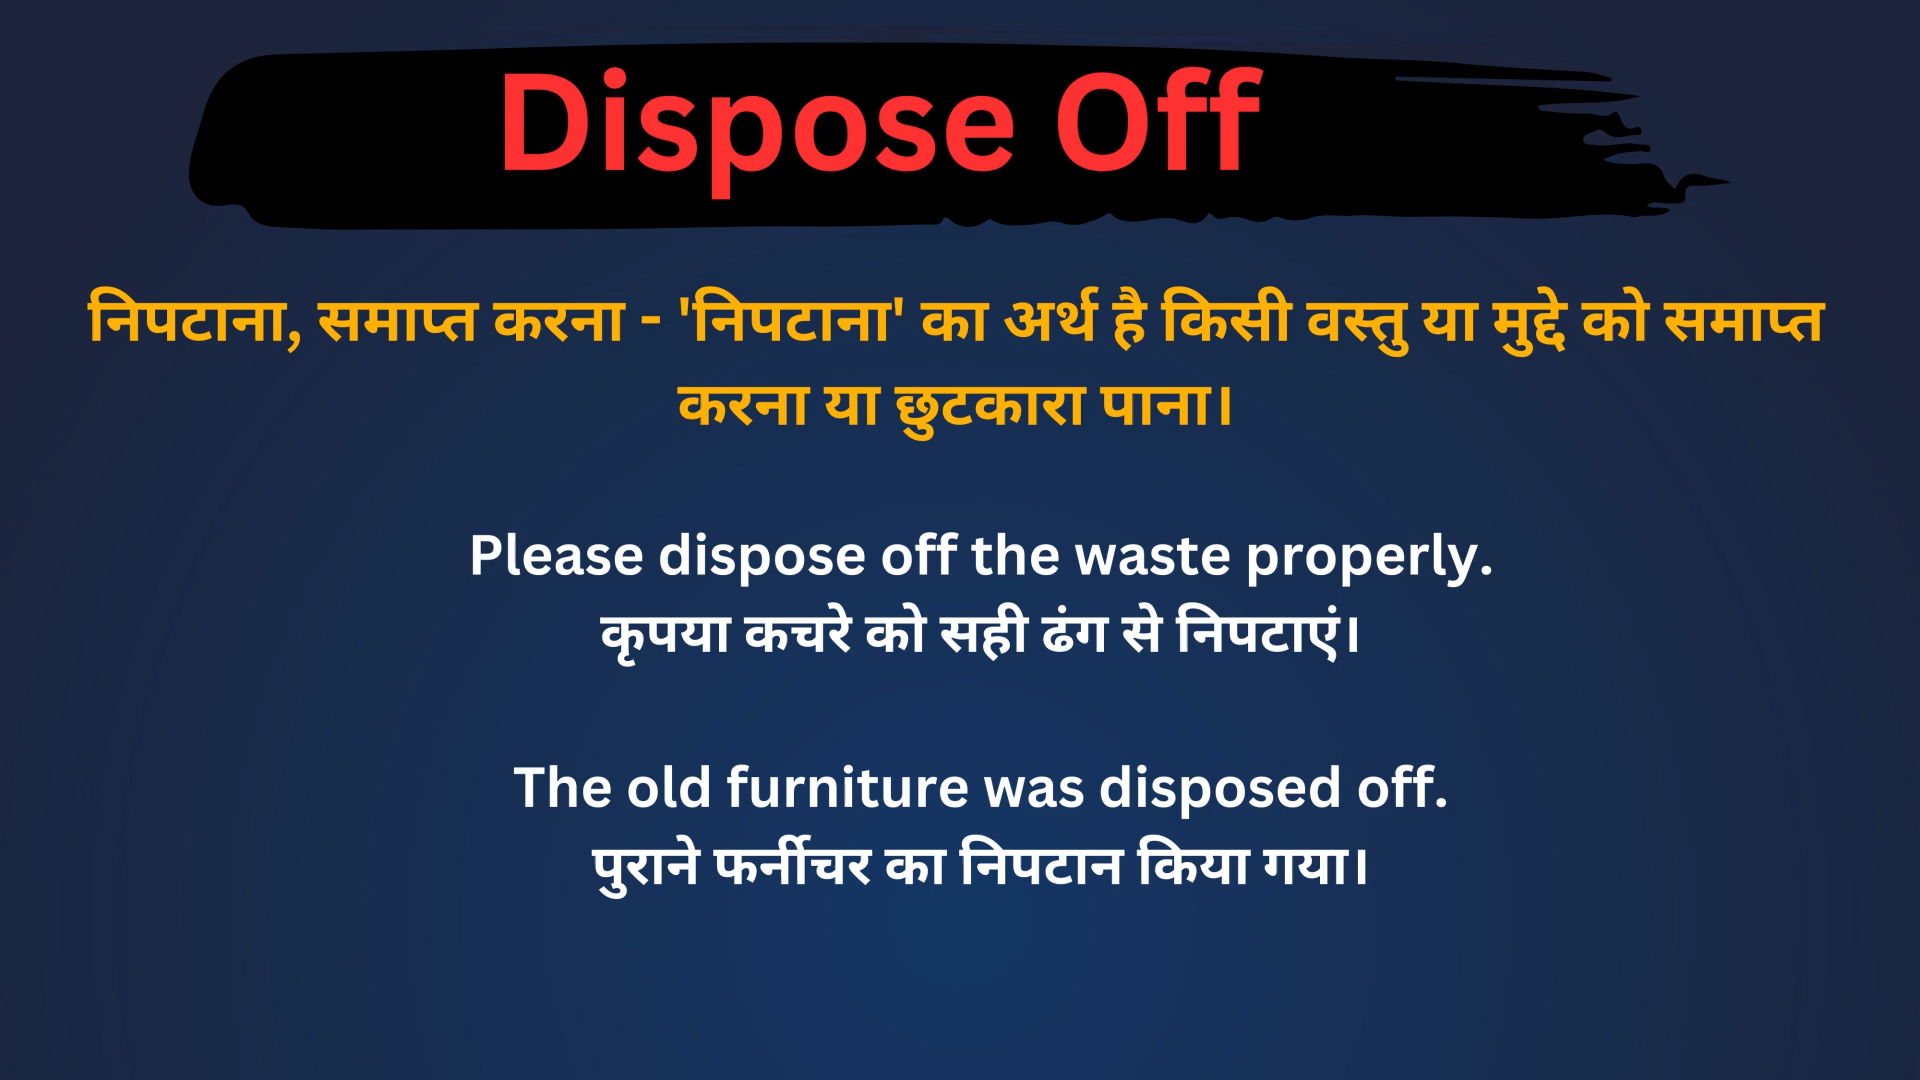 Dispose Off
निपटाना, समाप्त करना - 'निपटाना' का अर्थ है किसी वस्तु या मुद्दे को समाप्त
करना या छुटकारा पाना।
Please dispose off the waste properly.
कृपया कचरे को सही ढंग से निपटाएं।
The old furniture was disposed off.
पुराने फर्नीचर का निपटान किया गया।